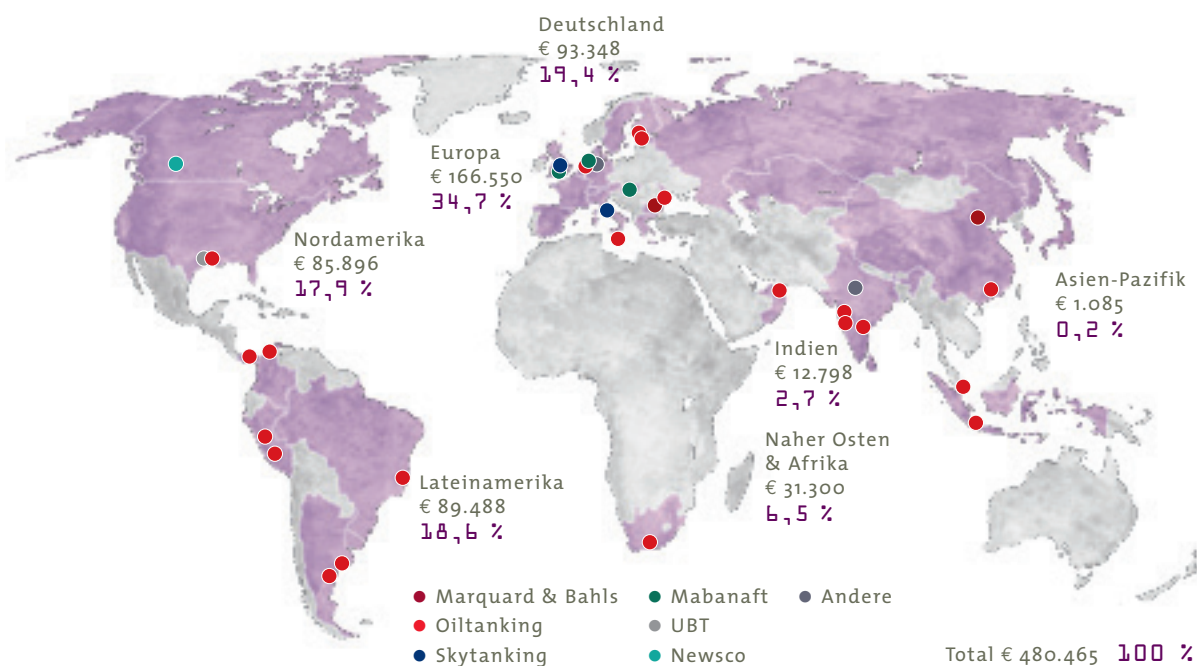 Deutschland
€ 93.348
19,4 %
Europa
€ 166.550
34,7 %
Nordamerika
€ 85.896
17,9 %
Asien-Pazifik
€ 1.085
0,2 %
Indien
€ 12.798
2,7 %
Naher Osten
& Afrika
€ 31.300
6,5 %
Lateinamerika
€ 89.488
18,6 %
Marquard & Bahls
Oiltanking
Skytanking
Mabanaft
UBT
Newsco
Andere
Total € 480.465 100 %